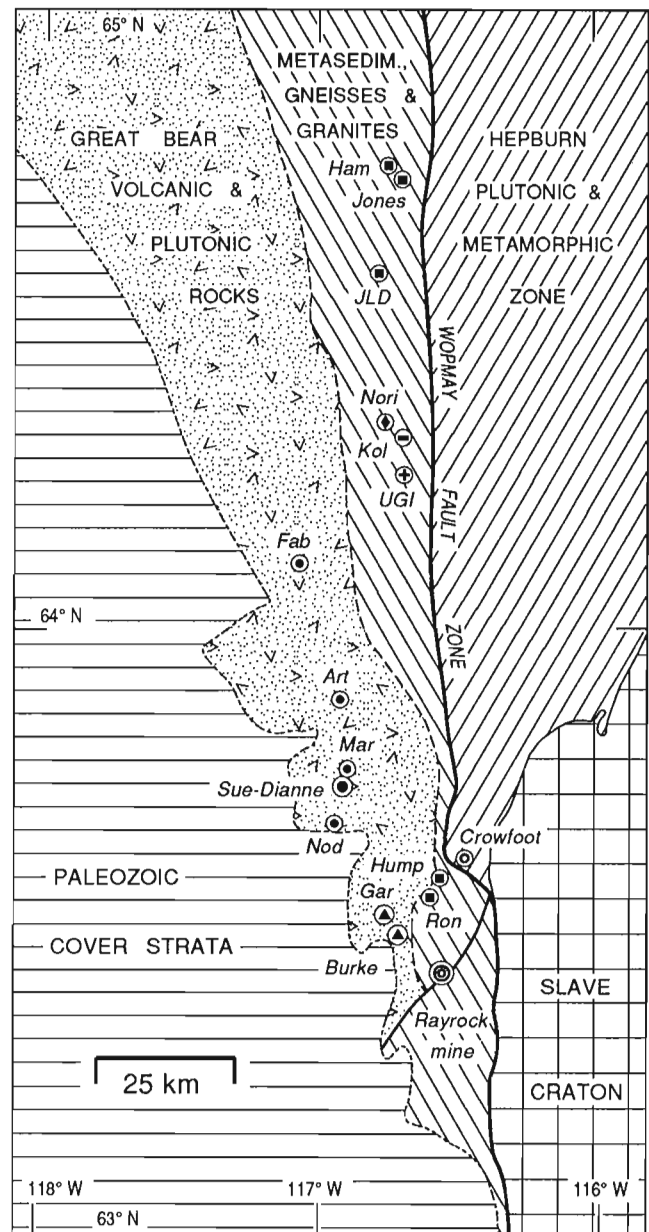 65° N
METASEDIM.,
GNEISSES &
GRANITES
GREAT BEAR
VOLCANIC &
PLUTONIC
ROCKS
HEPBURN
PLUTONIC &
METAMORPHIC
ZONE
Ham
Jones
JLD
WOPMAY
FAULT
ZONE
Nori
Kol
UGI
Fab
64° N
Art
Mar
Sue-Dianne
Nod
Crowfoot
Hump
Gar
Ron
Burke
PALEOZOIC
COVER STRATA
Rayrock
mine
SLAVE
CRATON
25 km
118° W
117° W
116° W
63° N